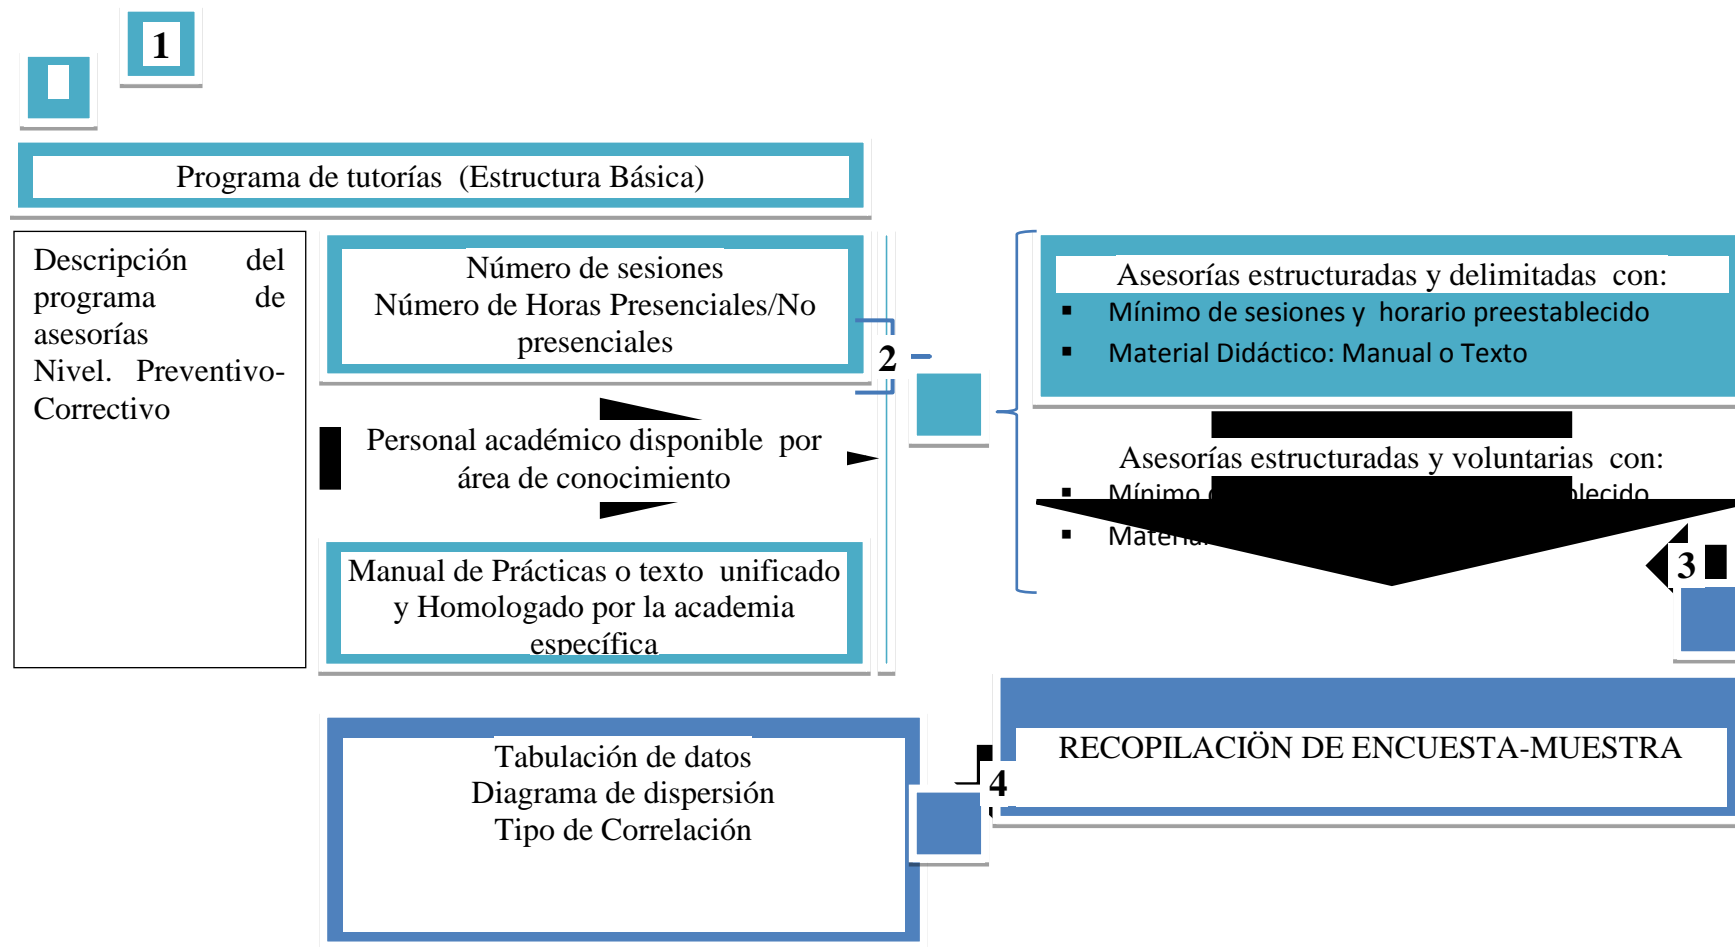 1
Programa de tutorías (Estructura Básica)
Descripción del
programa de
asesorías
Nivel. Preventivo-
Correctivo
Número de sesiones
Número de Horas Presenciales/No
presenciales
Personal académico disponible por
área de conocimiento
Manual de Prácticas o texto unificado
y Homologado por la academia
específica
2
Asesorías estructuradas y delimitadas con:
▪ Mínimo de sesiones y horario preestablecido
▪ Material Didáctico: Manual o Texto
Asesorías estructuradas y voluntarias con:
▪ Mínimo
▪
3
RECOPILACIÖN DE ENCUESTA-MUESTRA
4
Tabulación de datos
Diagrama de dispersión
Tipo de Correlación